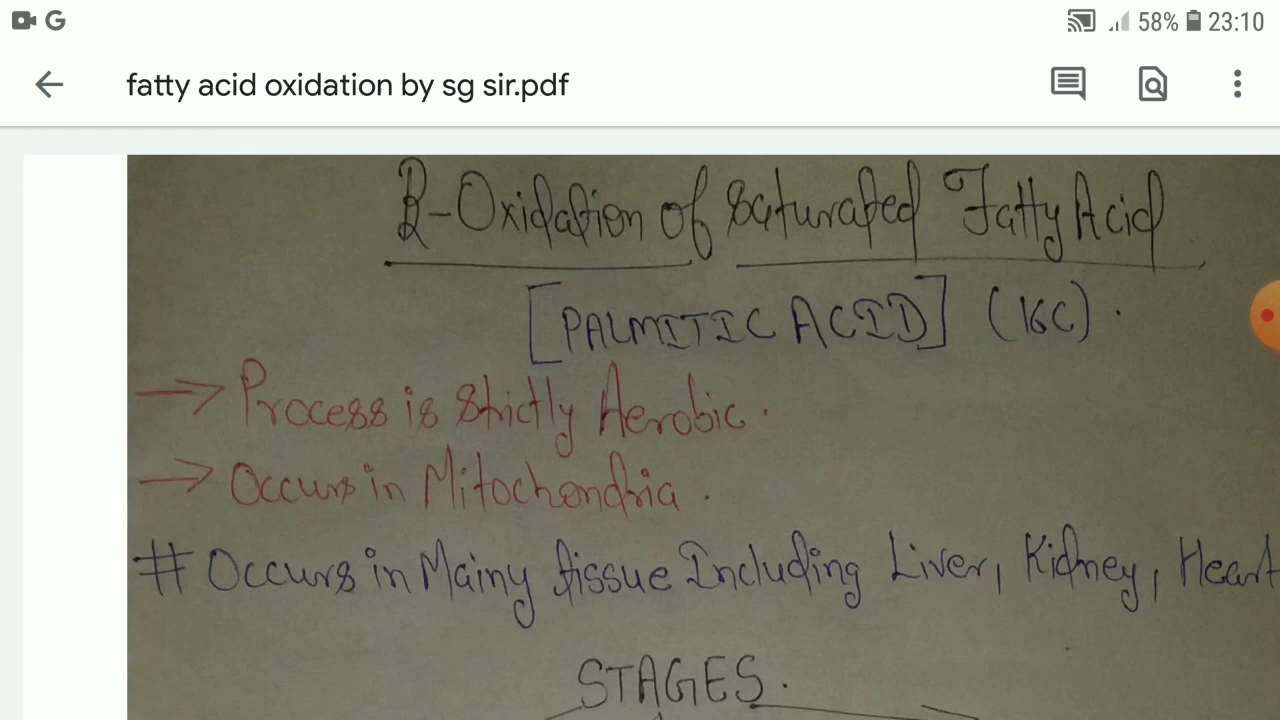 G 58% 23:10
fatty acid oxidation by sg sir.pdf
β-Oxidation of Saturated Fatty Acid
[PALMITIC ACID] (16C).
→ Process is Strictly Aerobic.
→ Occurs in Mitochondria.
# Occurs in Mainy tissue Including Liver, Kidney, Heart
STAGES.